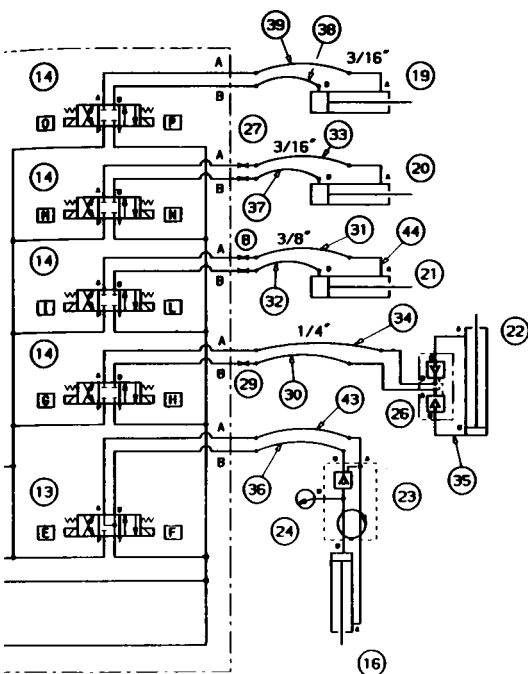 39 38
14 A 3/16″ 19
B B A
A B
O P
27 3/16″ 33
14 A 20
B B A
A B
M N 37
B 3/8″ 31 44
14 A
B B A
A B 32 21
I L
1/4″ 34 22
14 A
B
A B 29 30 26
G H
43 35
A
B
36
13 23
A B
E F 24
B
A
16